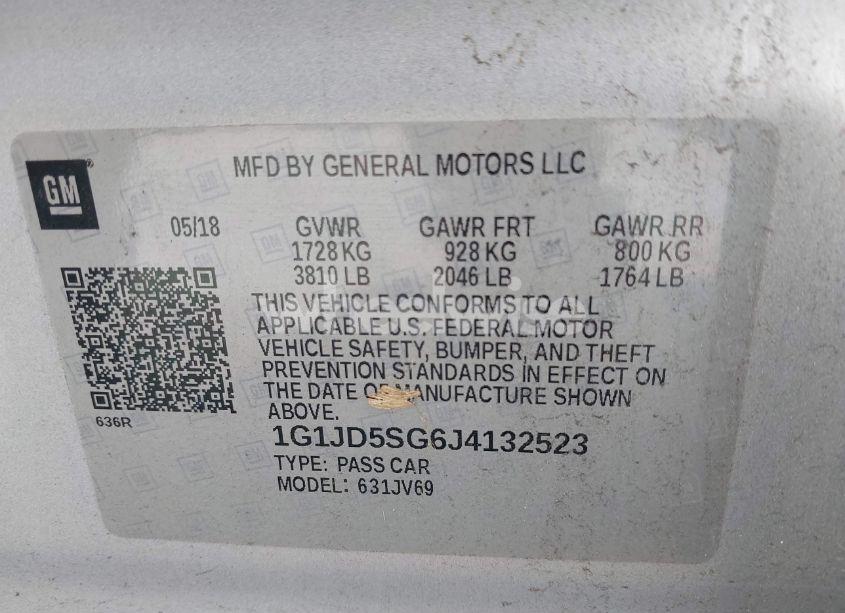 GM
MFD BY GENERAL MOTORS LLC
05/18 GVWR GAWR FRT GAWR RR
1728 KG 928 KG 800 KG
3810 LB 2046 LB 1764 LB
THIS VEHICLE CONFORMS TO ALL
APPLICABLE U.S. FEDERAL MOTOR
VEHICLE SAFETY, BUMPER, AND THEFT
PREVENTION STANDARDS IN EFFECT ON
THE DATE OF MANUFACTURE SHOWN
ABOVE.
636R
1G1JD5SG6J4132523
TYPE: PASS CAR
MODEL: 631JV69